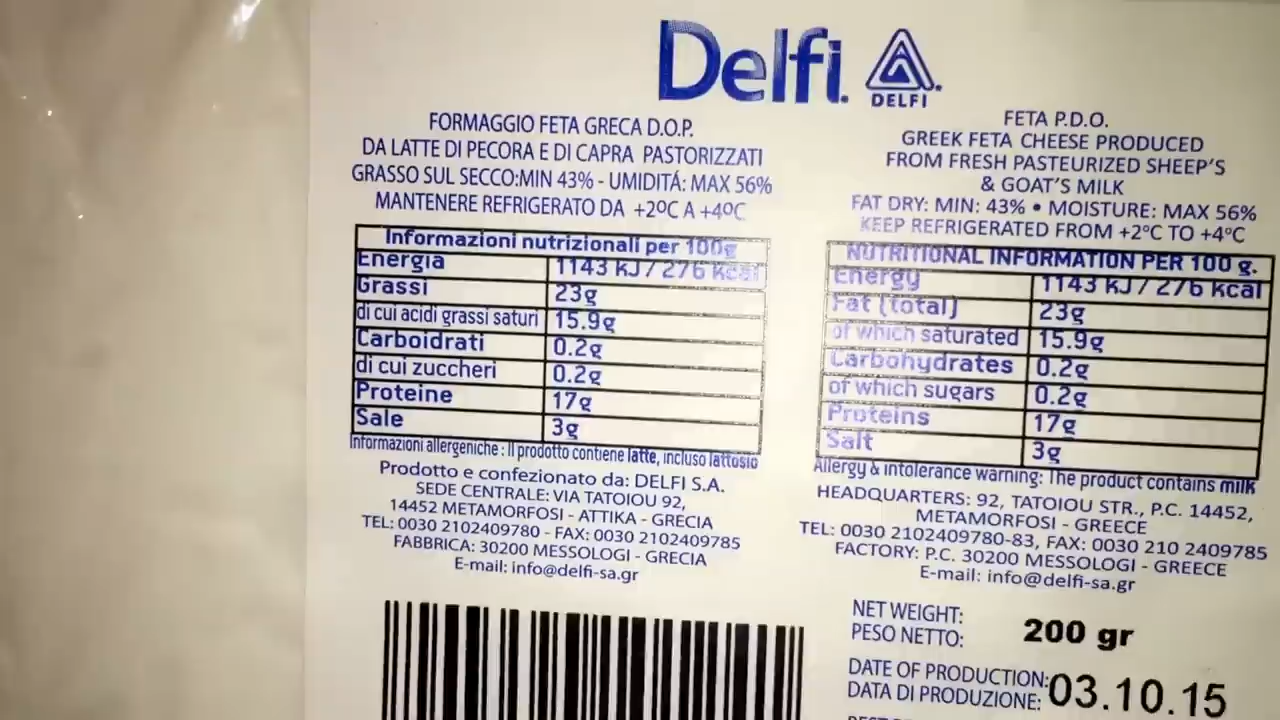 Delfi.
DELFI
FORMAGGIO FETA GRECA D.O.P.
DA LATTE DI PECORA E DI CAPRA PASTORIZZATI
GRASSO SUL SECCO:MIN 43% - UMIDITÁ: MAX 56%
MANTENERE REFRIGERATO DA +2ºC A +4ºC
Informazioni nutrizionali per 100g
Energia 1143 KJ / 276 Kcal
Grassi 23g
di cui acidi grassi saturi 15.9g
Carboidrati 0.2g
di cui zuccheri 0.2g
Proteine 17g
Sale 3g
Informazioni allergeniche : Il prodotto contiene latte, incluso lattosio
Prodotto e confezionato da: DELFI S.A.
SEDE CENTRALE: VIA TATOIOU 92,
14452 METAMORFOSI - ATTIKA - GRECIA
TEL: 0030 2102409780 - FAX: 0030 2102409785
FABBRICA: 30200 MESSOLOGI - GRECIA
E-mail: info@delfi-sa.gr
FETA P.D.O.
GREEK FETA CHEESE PRODUCED
FROM FRESH PASTEURIZED SHEEP'S
& GOAT'S MILK
FAT DRY: MIN: 43% • MOISTURE: MAX 56%
KEEP REFRIGERATED FROM +2ºC TO +4ºC
NUTRITIONAL INFORMATION PER 100 g.
Energy 1143 KJ / 276 Kcal
Fat (total) 23g
of which saturated 15.9g
Carbohydrates 0.2g
of which sugars 0.2g
Proteins 17g
Salt 3g
Allergy & intolerance warning: The product contains milk
HEADQUARTERS: 92, TATOIOU STR., P.C. 14452,
METAMORFOSI - GREECE
TEL: 0030 2102409780-83, FAX: 0030 210 2409785
FACTORY: P.C. 30200 MESSOLOGI - GREECE
E-mail: info@delfi-sa.gr
NET WEIGHT:
PESO NETTO: 200 gr
DATE OF PRODUCTION:
DATA DI PRODUZIONE: 03.10.15